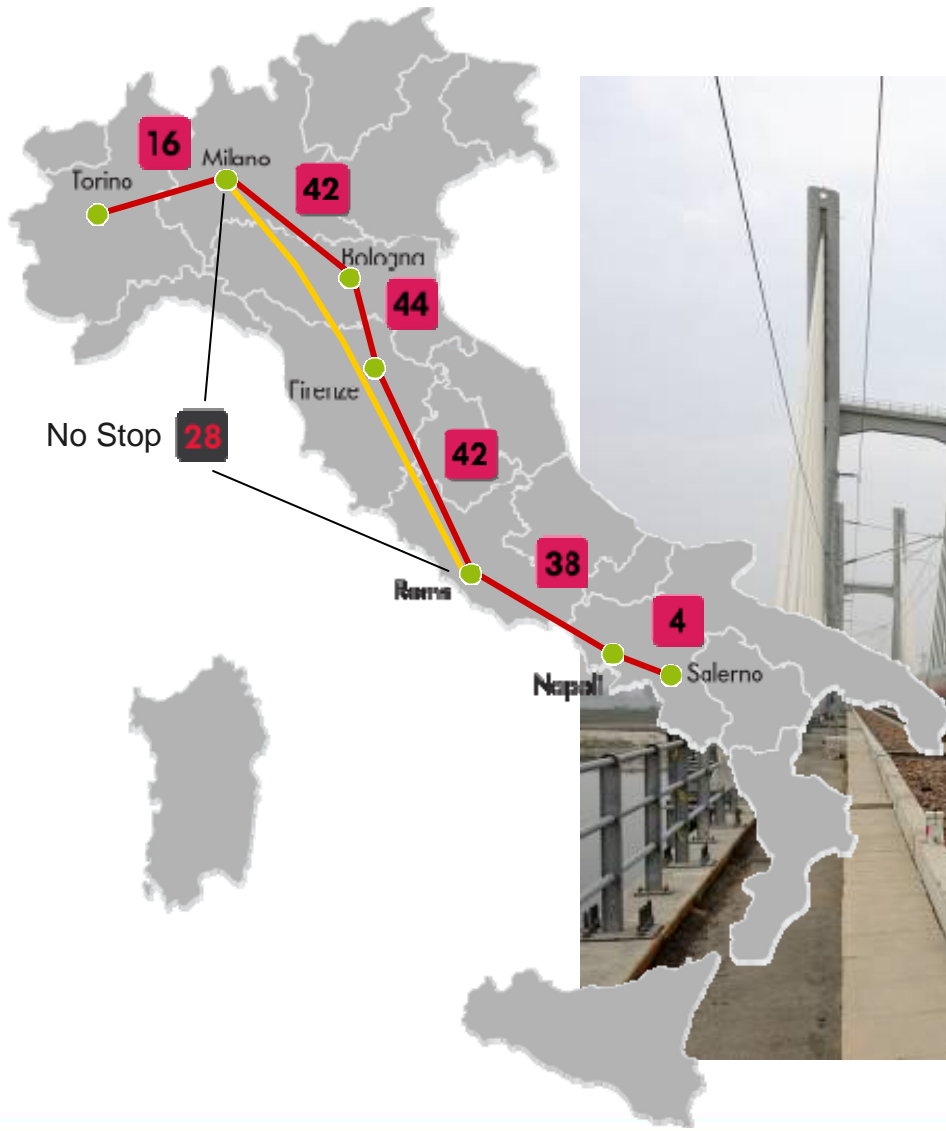 16
Milano
Torino
42
Bologna
44
Firenze
No Stop 28
42
38
Roma
4
Napoli
Salerno